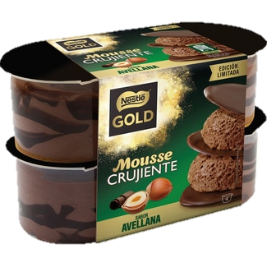 Nestlé
GOLD
EDICIÓN
LIMITADA
Mousse
CRUJIENTE
SABOR
AVELLANA